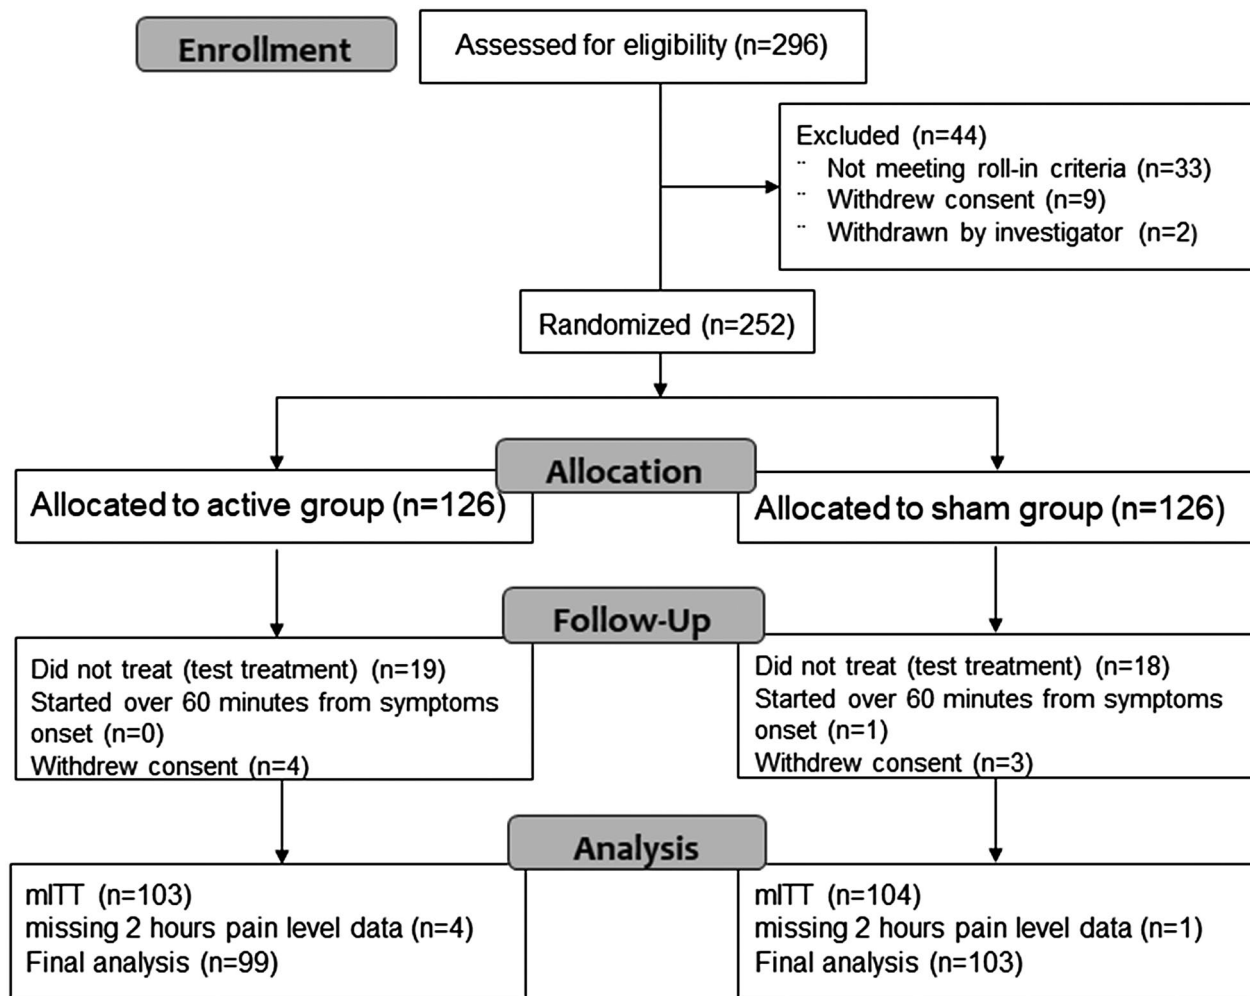 Enrollment
Assessed for eligibility (n=296)
Excluded (n=44)
¨ Not meeting roll-in criteria (n=33)
¨ Withdrew consent (n=9)
¨ Withdrawn by investigator (n=2)
Randomized (n=252)
Allocation
Allocated to active group (n=126)
Allocated to sham group (n=126)
Follow-Up
Did not treat (test treatment) (n=19)
Started over 60 minutes from symptoms
onset (n=0)
Withdrew consent (n=4)
Did not treat (test treatment) (n=18)
Started over 60 minutes from symptoms
onset (n=1)
Withdrew consent (n=3)
Analysis
mITT (n=103)
missing 2 hours pain level data (n=4)
Final analysis (n=99)
mITT (n=104)
missing 2 hours pain level data (n=1)
Final analysis (n=103)